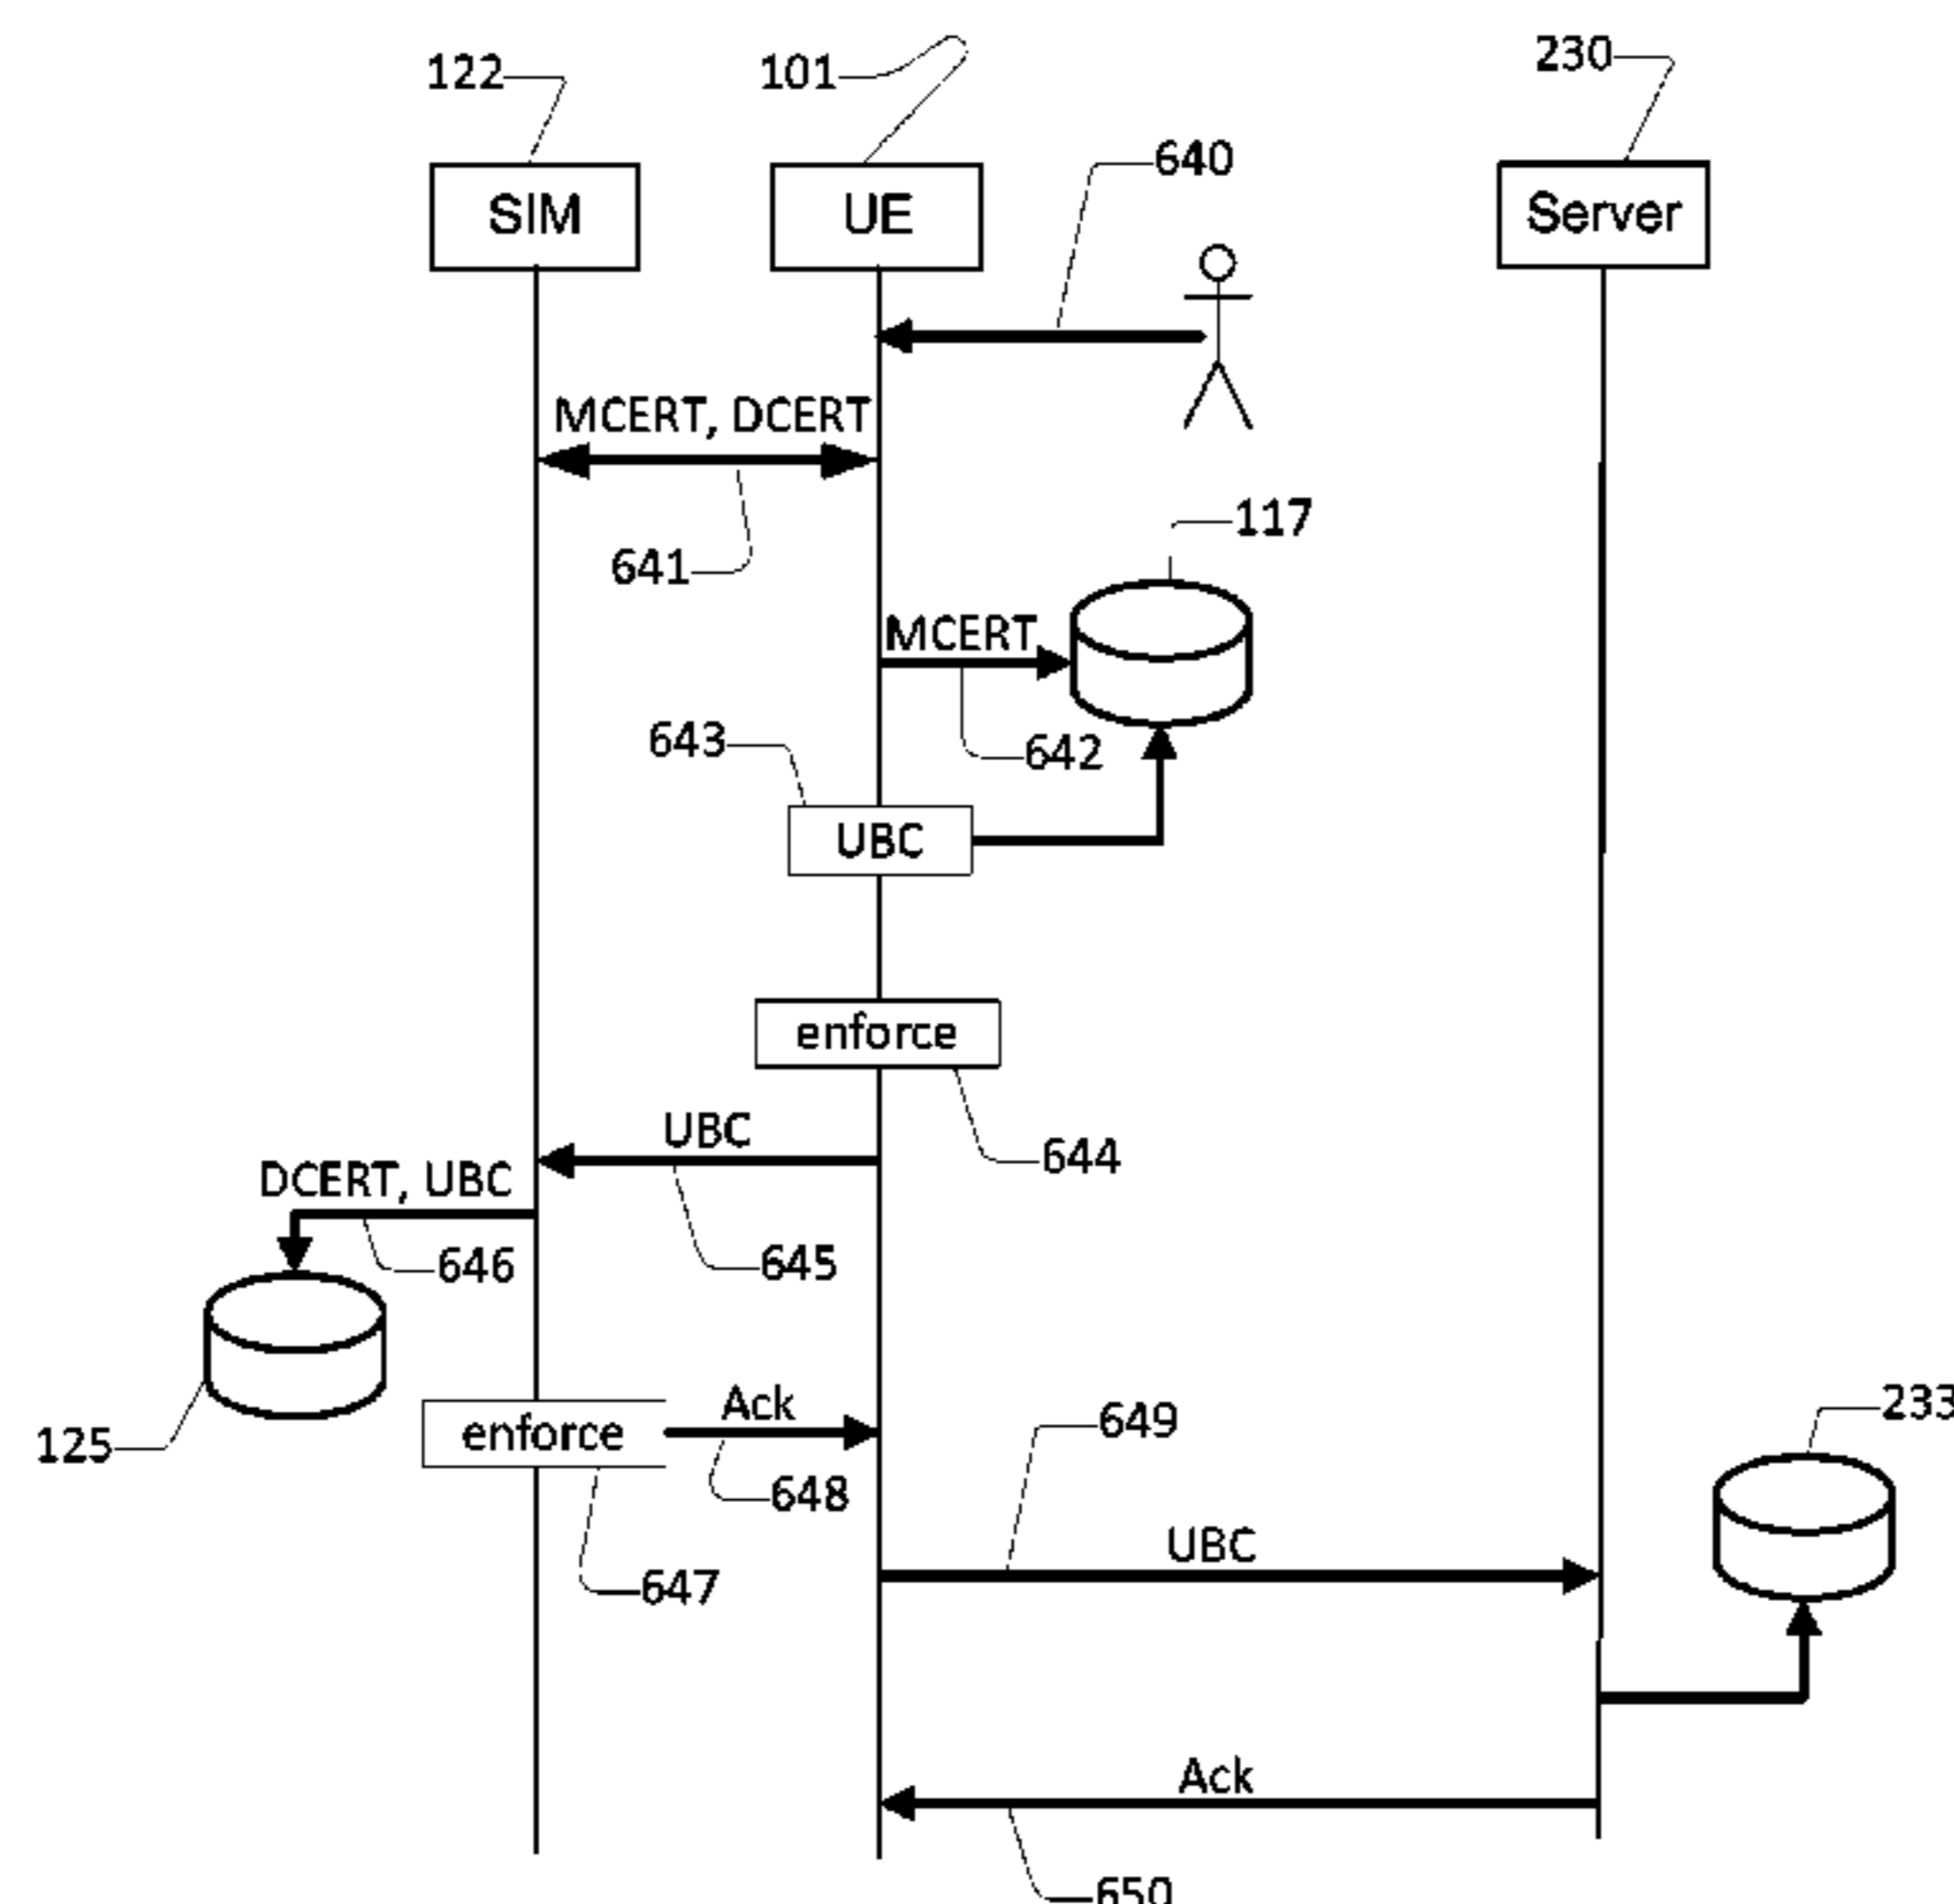 122
101
230
SIM
UE
Server
640
MCERT, DCERT
641
117
MCERT
642
643
UBC
enforce
644
UBC
645
DCERT, UBC
646
125
enforce
Ack
648
647
649
UBC
233
Ack
650